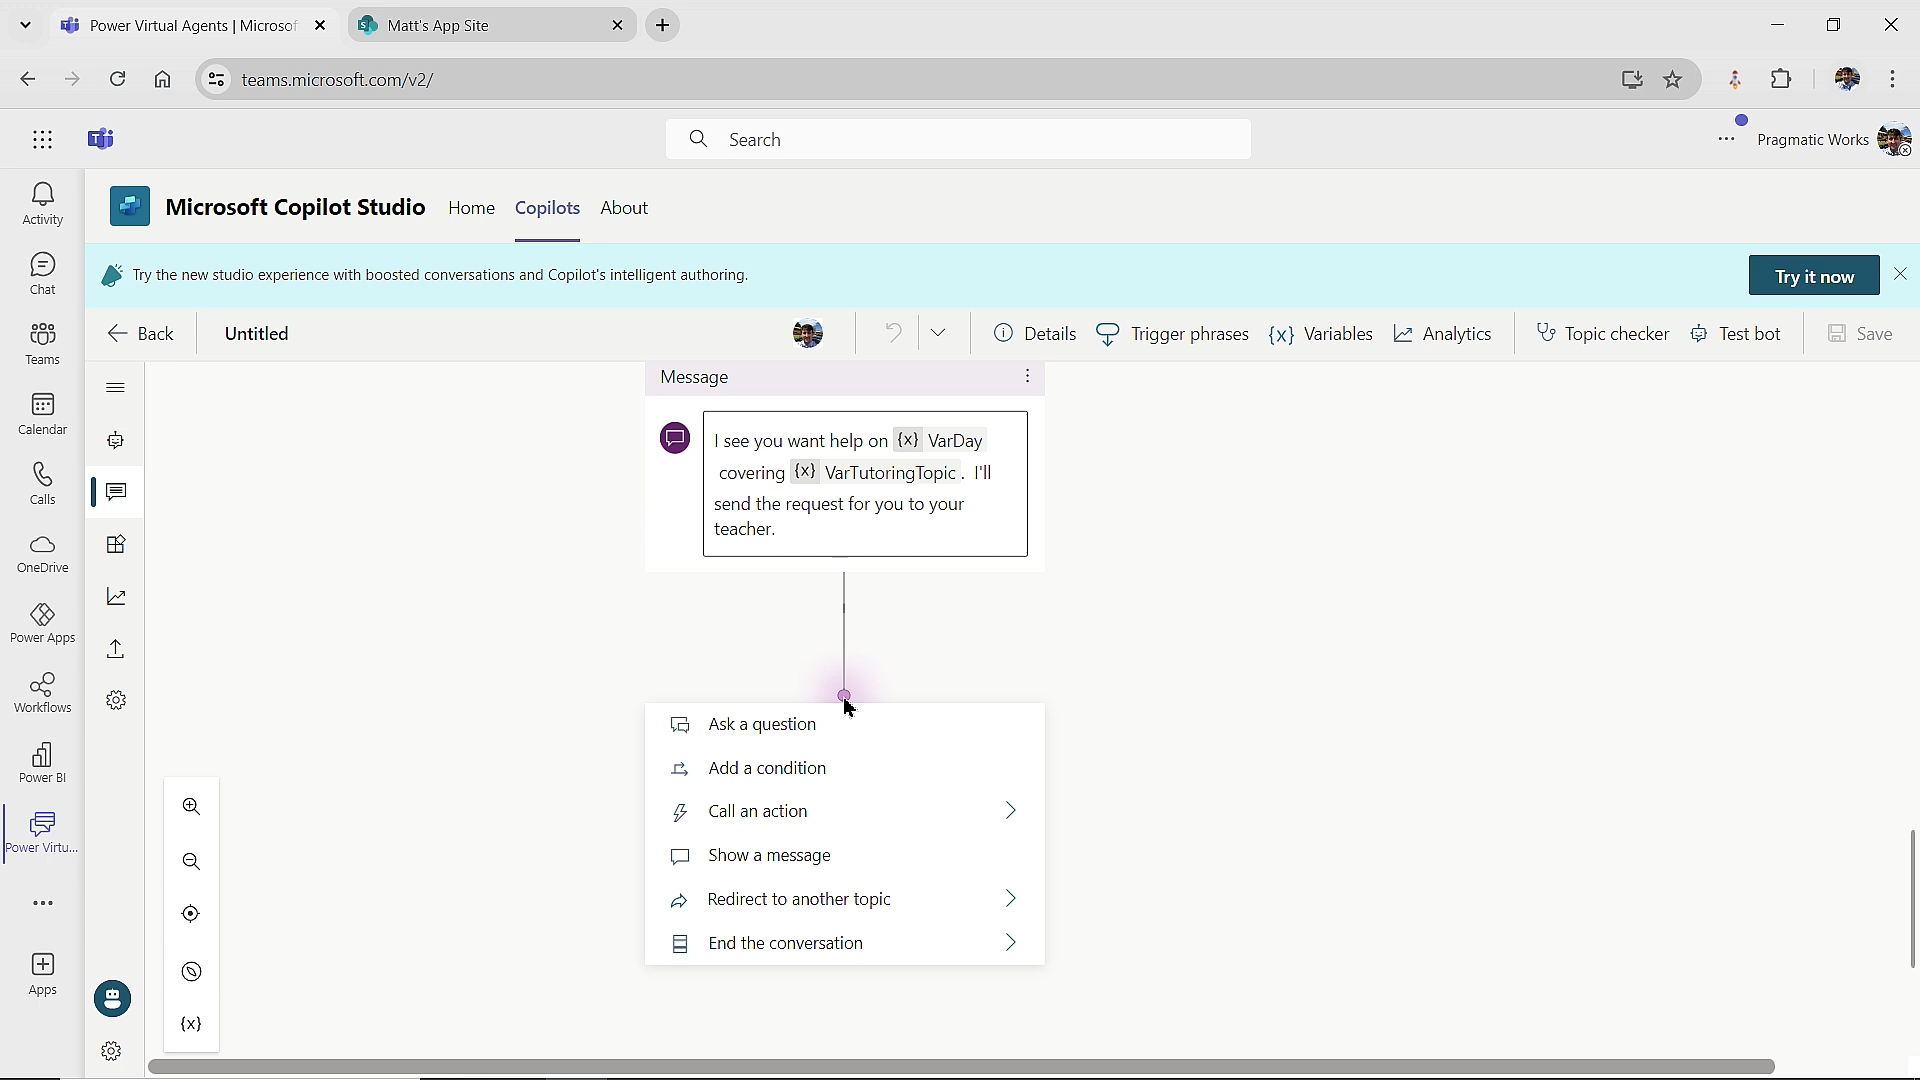 Power Virtual Agents | Microsof
Matt's App Site
teams.microsoft.com/v2/
Search
Pragmatic Works
Activity
Chat
Teams
Calendar
Calls
OneDrive
Power Apps
Workflows
Power BI
Power Virtu...
Apps
Microsoft Copilot Studio
Home
Copilots
About
Try the new studio experience with boosted conversations and Copilot's intelligent authoring.
Try it now
Back
Untitled
Details
Trigger phrases
{x} Variables
Analytics
Topic checker
Test bot
Save
Message
I see you want help on {x} VarDay
covering {x} VarTutoringTopic . I'll
send the request for you to your
teacher.
Ask a question
Add a condition
Call an action
Show a message
Redirect to another topic
End the conversation
{x}